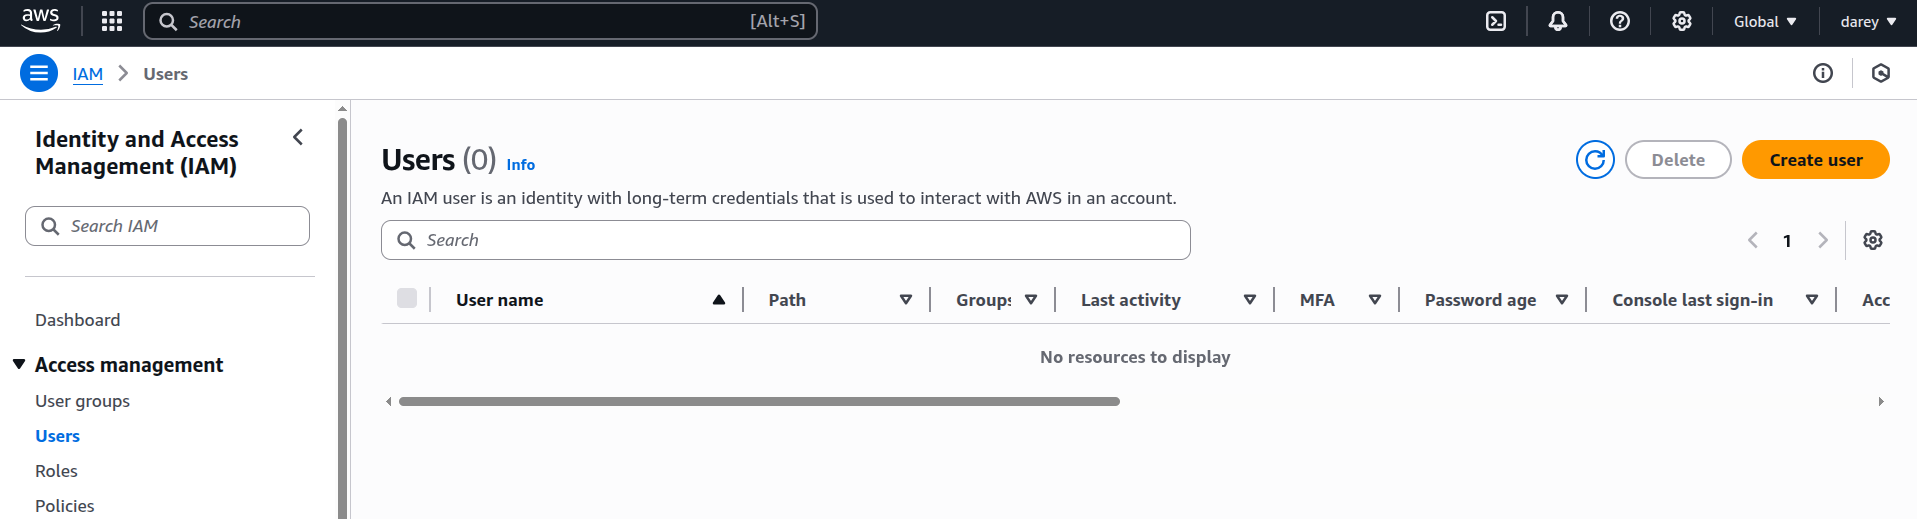 aws
Search [Alt+S] Global darey
IAM Users
Identity and Access
Management (IAM)
Search IAM
Dashboard
Access management
User groups
Users
Roles
Policies
Users (0) Info
Delete
Create user
An IAM user is an identity with long-term credentials that is used to interact with AWS in an account.
Search
1
User name Path Groups Last activity MFA Password age Console last sign-in Acc
No resources to display